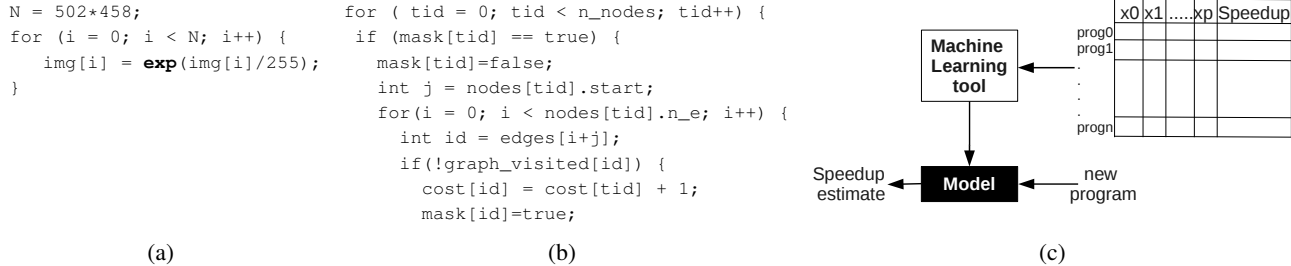 N = 502*458;
for (i = 0; i < N; i++) {
img[i] = exp(img[i]/255);
}
(a)
for ( tid = 0; tid < n_nodes; tid++) {
if (mask[tid] == true) {
mask[tid]=false;
int j = nodes[tid].start;
for(i = 0; i < nodes[tid].n_e; i++) {
int id = edges[i+j];
if(!graph_visited[id]) {
cost[id] = cost[tid] + 1;
mask[id]=true;
(b)
x0 x1 .....xp Speedup
prog0
prog1
.
.
.
.
progn
Machine
Learning
tool
Speedup
estimate
Model
new
program
(c)